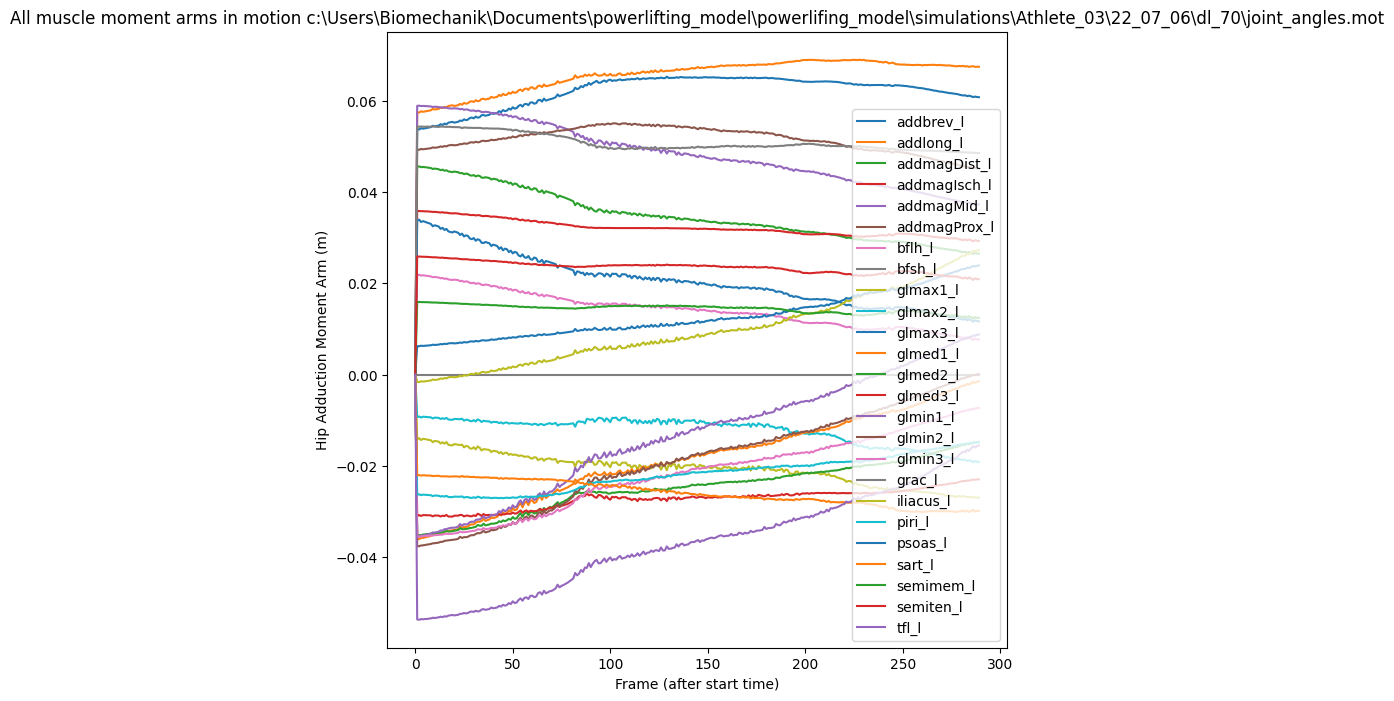 All muscle moment arms in motion c:\Users\Biomechanik\Documents\powerlifting_model\powerlifing_model\simulations\Athlete_03\22_07_06\dl_70\joint_angles.mot
Hip Adduction Moment Arm (m)
0.06
0.04
0.02
0.00
−0.02
−0.04
addbrev_l
addlong_l
addmagDist_l
addmagIsch_l
addmagMid_l
addmagProx_l
bflh_l
bfsh_l
glmax1_l
glmax2_l
glmax3_l
glmed1_l
glmed2_l
glmed3_l
glmin1_l
glmin2_l
glmin3_l
grac_l
iliacus_l
piri_l
psoas_l
sart_l
semimem_l
semiten_l
tfl_l
0 50 100 150 200 250 300
Frame (after start time)